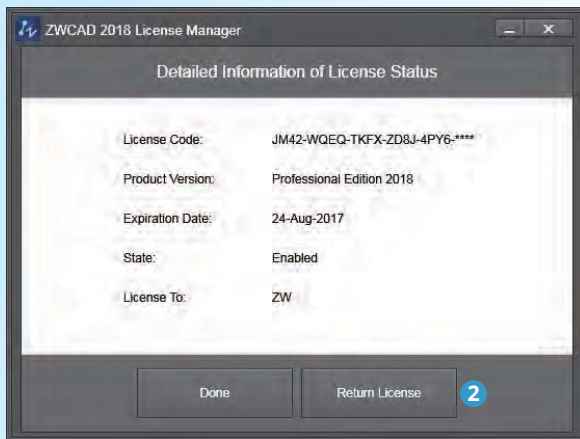 ZWCAD 2018 License Manager
Detailed Information of License Status
License Code: JM42-WQEQ-TKFX-ZD8J-4PY6-****
Product Version: Professional Edition 2018
Expiration Date: 24-Aug-2017
State: Enabled
License To: ZW
Done Return License 2